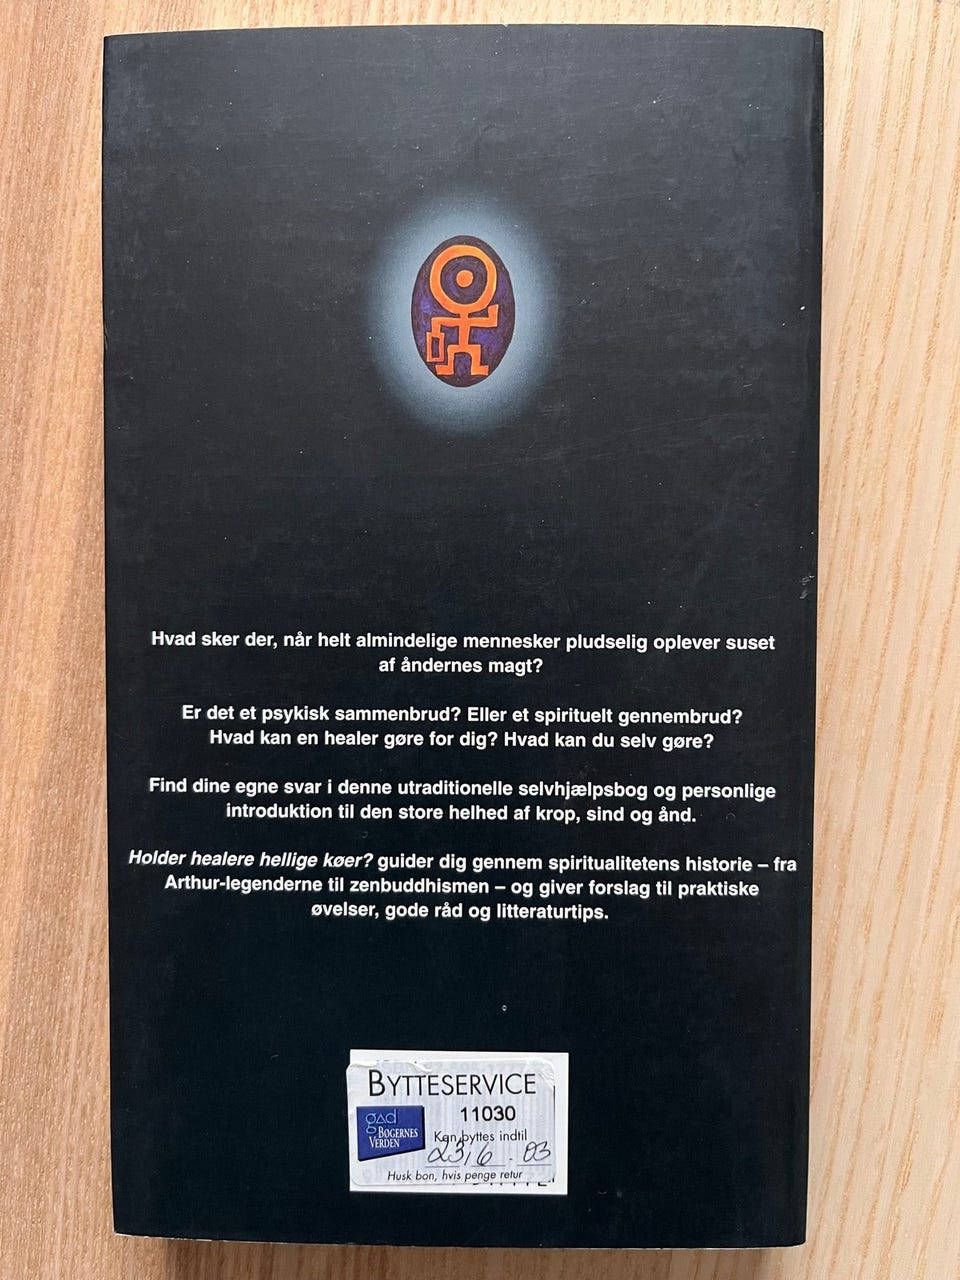 Hvad sker der, når helt almindelige mennesker pludselig oplever suset
af åndernes magt?
Er det et psykisk sammenbrud? Eller et spirituelt gennembrud?
Hvad kan en healer gøre for dig? Hvad kan du selv gøre?
Find dine egne svar i denne utraditionelle selvhjælpsbog og personlige
introduktion til den store helhed af krop, sind og ånd.
Holder healere hellige køer? guider dig gennem spiritualitetens historie – fra
Arthur-legenderne til zenbuddhismen – og giver forslag til praktiske
øvelser, gode råd og litteraturtips.
BYTTESERVICE
11030
gad
BØGERNES
VERDEN
Kan byttes indtil
23/6 - 03
Husk bon, hvis penge retur